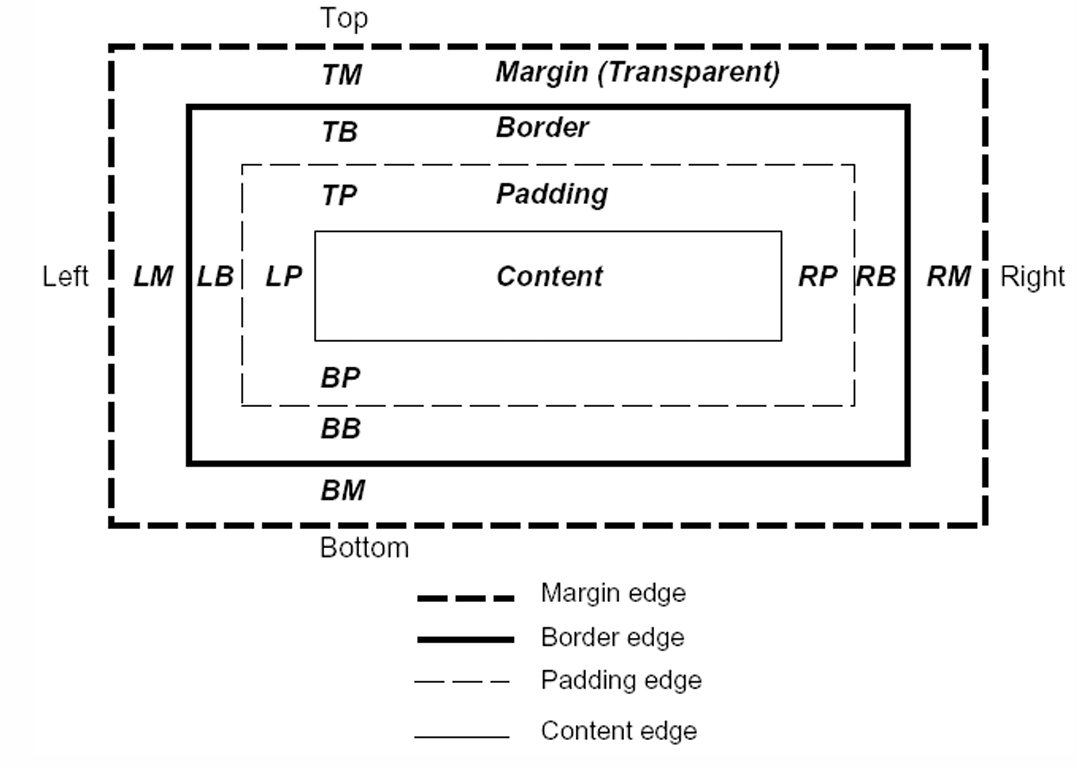 Top
TM Margin (Transparent)
TB Border
TP Padding
Left LM LB LP Content RP RB RM Right
BP
BB
BM
Bottom
Margin edge
Border edge
Padding edge
Content edge